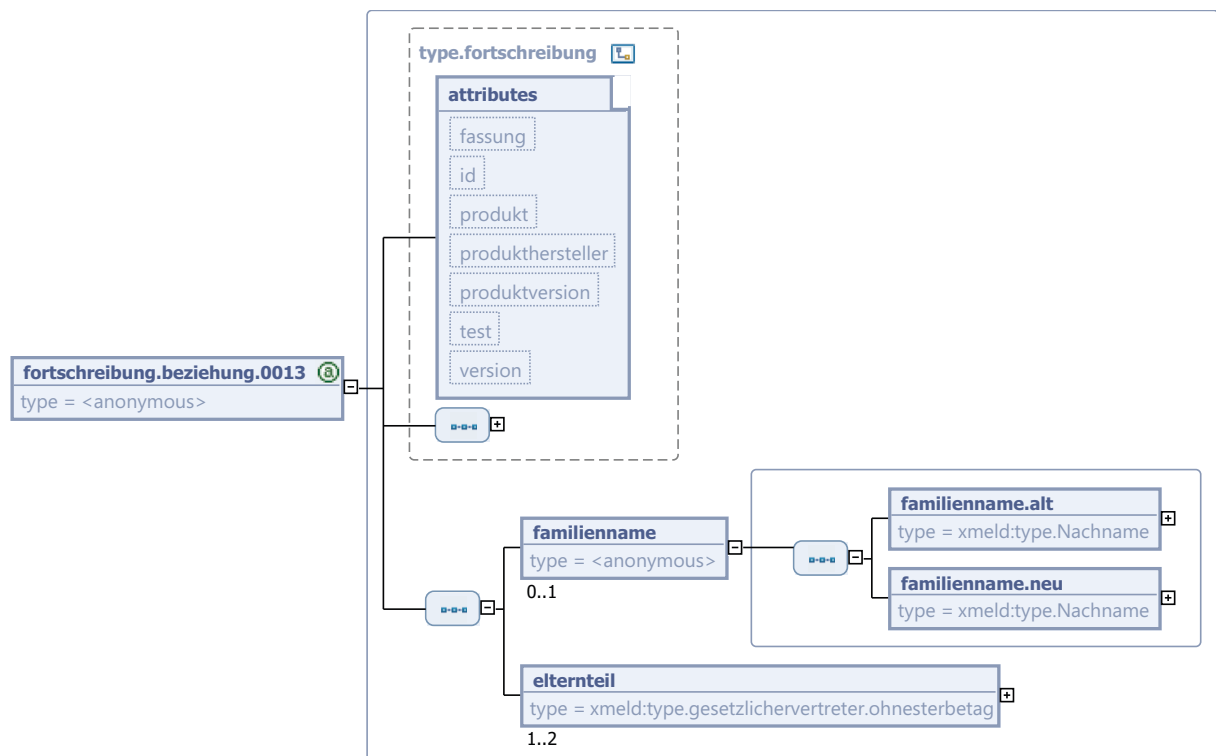 type.fortschreibung
attributes
fassung
id
produkt
produkthersteller
produktversion
test
version
fortschreibung.beziehung.0013
type = <anonymous>
familienname
type = <anonymous>
0..1
familienname.alt
type = xmeld:type.Nachname
familienname.neu
type = xmeld:type.Nachname
elternteil
type = xmeld:type.gesetzlichervertreter.ohnesterbetag
1..2